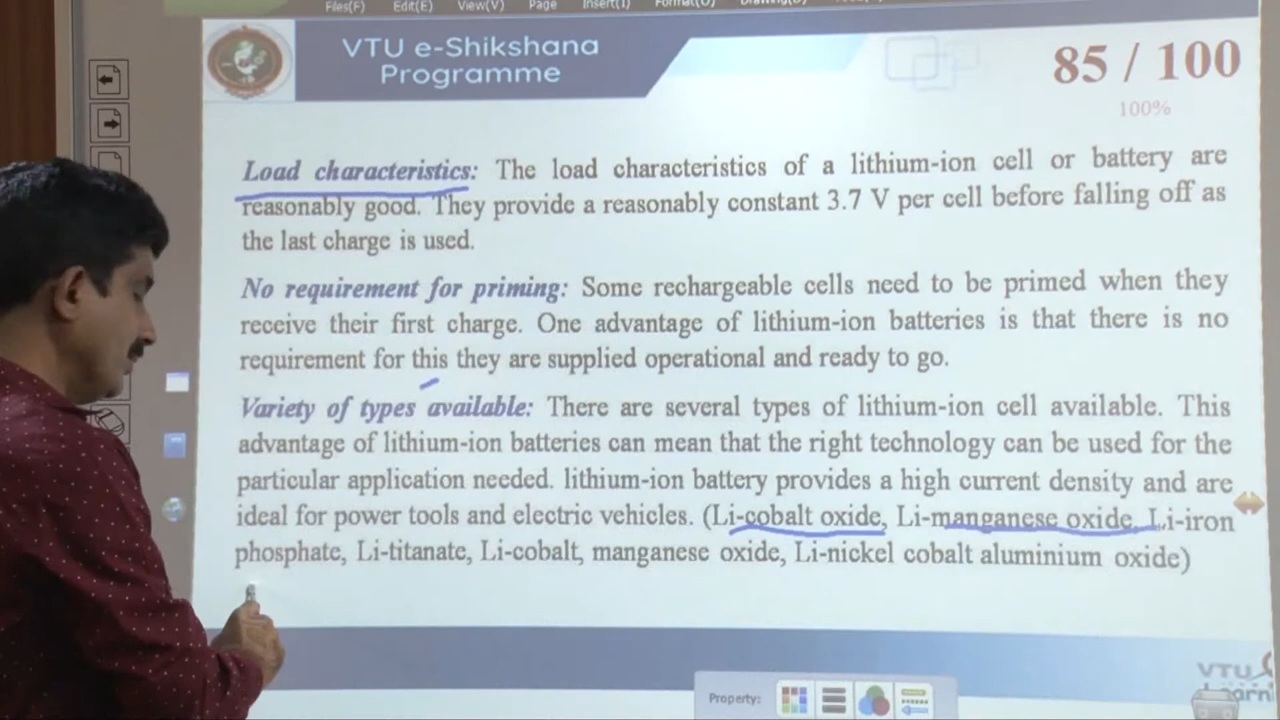 Files(F) Edit(E) View(V) Page Insert(I) Format(O) Drawing(D)
VTU e-Shikshana
Programme
85 / 100
100%
Load characteristics: The load characteristics of a lithium-ion cell or battery are
reasonably good. They provide a reasonably constant 3.7 V per cell before falling off as
the last charge is used.
No requirement for priming: Some rechargeable cells need to be primed when they
receive their first charge. One advantage of lithium-ion batteries is that there is no
requirement for this they are supplied operational and ready to go.
Variety of types available: There are several types of lithium-ion cell available. This
advantage of lithium-ion batteries can mean that the right technology can be used for the
particular application needed. lithium-ion battery provides a high current density and are
ideal for power tools and electric vehicles. (Li-cobalt oxide, Li-manganese oxide, Li-iron
phosphate, Li-titanate, Li-cobalt, manganese oxide, Li-nickel cobalt aluminium oxide)
VTU
Learn
Property: